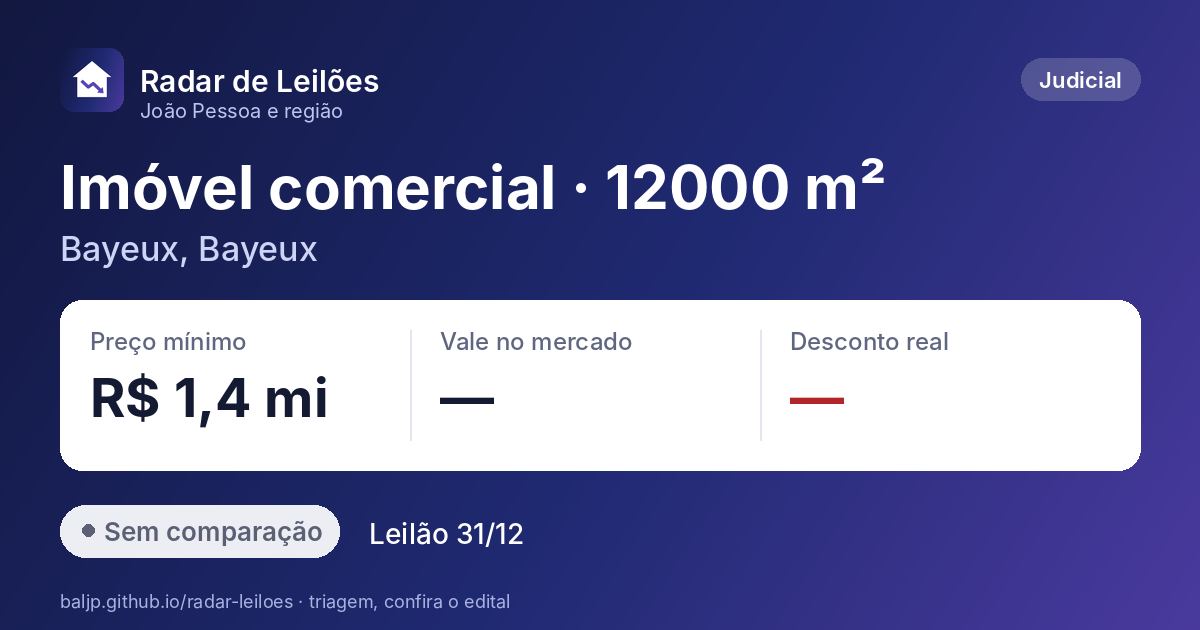 Radar de Leilões
João Pessoa e região
Judicial
Imóvel comercial · 12000 m²
Bayeux, Bayeux
Preço mínimo
Vale no mercado
Desconto real
R$ 1,4 mi
—
—
Sem comparação
Leilão 31/12
baljp.github.io/radar-leiloes · triagem, confira o edital